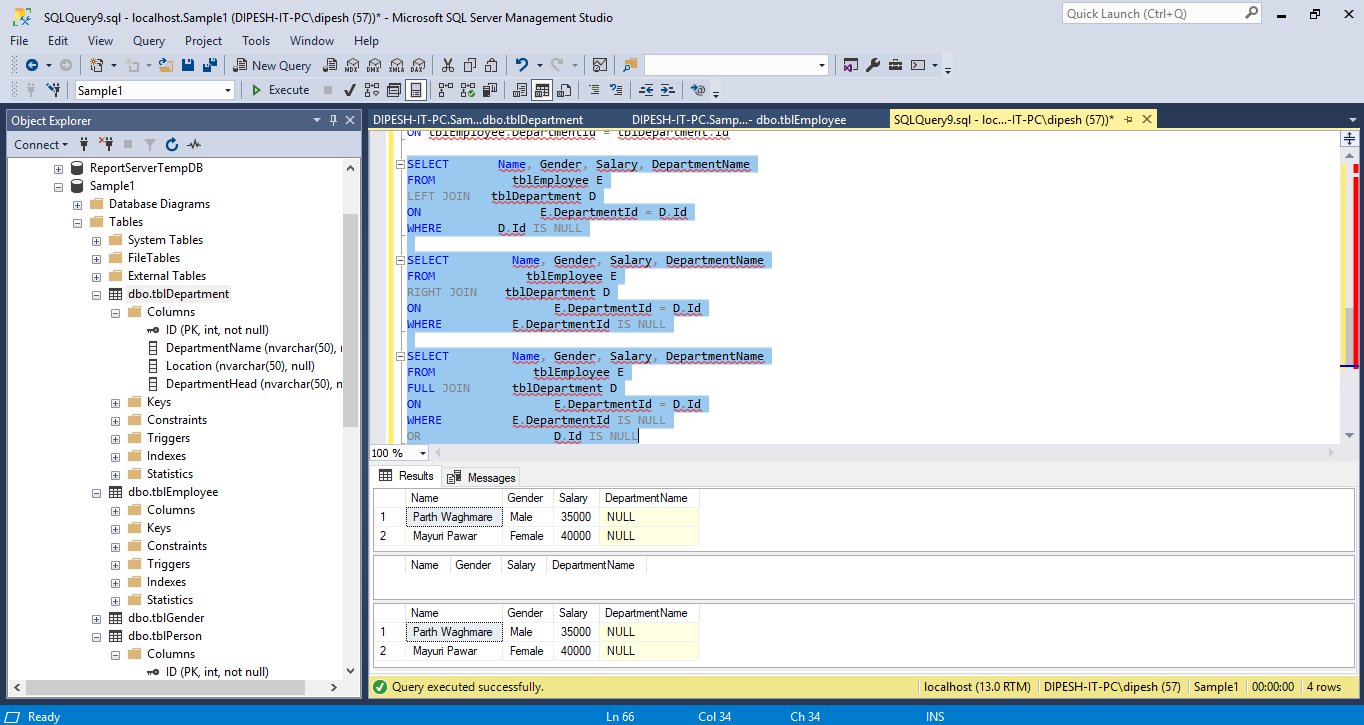 SQLQuery9.sql - localhost.Sample1 (DIPESH-IT-PC\dipesh (57))* - Microsoft SQL Server Management Studio
Quick Launch (Ctrl+Q)
File Edit View Query Project Tools Window Help
New Query
MDX DMX XMLA DAX
Sample1 Execute
Object Explorer
Connect
ReportServerTempDB
Sample1
Database Diagrams
Tables
System Tables
FileTables
External Tables
dbo.tblDepartment
Columns
ID (PK, int, not null)
DepartmentName (nvarchar(50),
Location (nvarchar(50), null)
DepartmentHead (nvarchar(50), n
Keys
Constraints
Triggers
Indexes
Statistics
dbo.tblEmployee
Columns
Keys
Constraints
Triggers
Indexes
Statistics
dbo.tblGender
dbo.tblPerson
Columns
ID (PK, int, not null)
DIPESH-IT-PC.Sam...dbo.tblDepartment DIPESH-IT-PC.Samp...- dbo.tblEmployee SQLQuery9.sql - loc...-IT-PC\dipesh (57))*
ON tblEmployee.DepartmentId = tblDepartment.Id
SELECT Name, Gender, Salary, DepartmentName
FROM tblEmployee E
LEFT JOIN tblDepartment D
ON E.DepartmentId = D.Id
WHERE D.Id IS NULL
SELECT Name, Gender, Salary, DepartmentName
FROM tblEmployee E
RIGHT JOIN tblDepartment D
ON E.DepartmentId = D.Id
WHERE E.DepartmentId IS NULL
SELECT Name, Gender, Salary, DepartmentName
FROM tblEmployee E
FULL JOIN tblDepartment D
ON E.DepartmentId = D.Id
WHERE E.DepartmentId IS NULL
OR D.Id IS NULL
100 %
Results Messages
Name Gender Salary DepartmentName
1 Parth Waghmare Male 35000 NULL
2 Mayuri Pawar Female 40000 NULL
Name Gender Salary DepartmentName
Name Gender Salary DepartmentName
1 Parth Waghmare Male 35000 NULL
2 Mayuri Pawar Female 40000 NULL
Query executed successfully. localhost (13.0 RTM) DIPESH-IT-PC\dipesh (57) Sample1 00:00:00 4 rows
Ready Ln 66 Col 34 Ch 34 INS